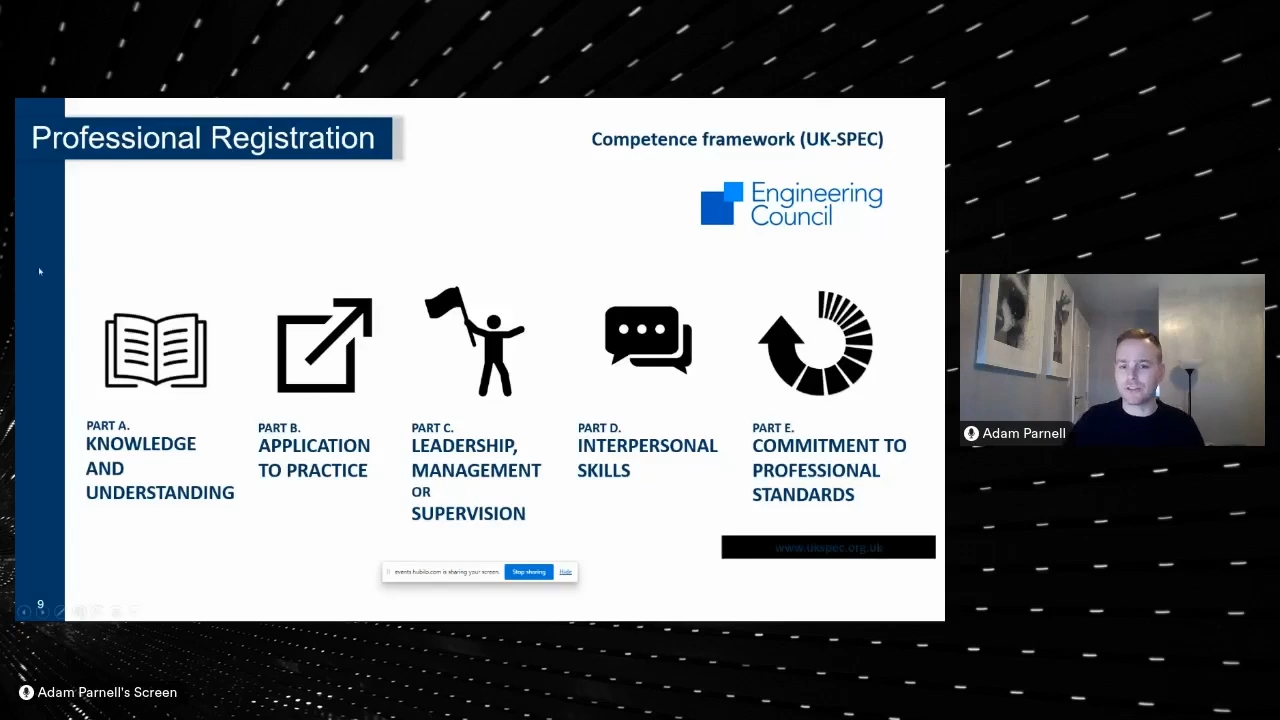 Professional Registration
Competence framework (UK-SPEC)
Engineering
Council
PART A.
KNOWLEDGE
AND
UNDERSTANDING
PART B.
APPLICATION
TO PRACTICE
PART C.
LEADERSHIP,
MANAGEMENT
OR
SUPERVISION
PART D.
INTERPERSONAL
SKILLS
PART E.
COMMITMENT TO
PROFESSIONAL
STANDARDS
www.ukspec.org.uk
events.hubilo.com is sharing your screen.
Stop sharing
Hide
9
Adam Parnell
Adam Parnell's Screen